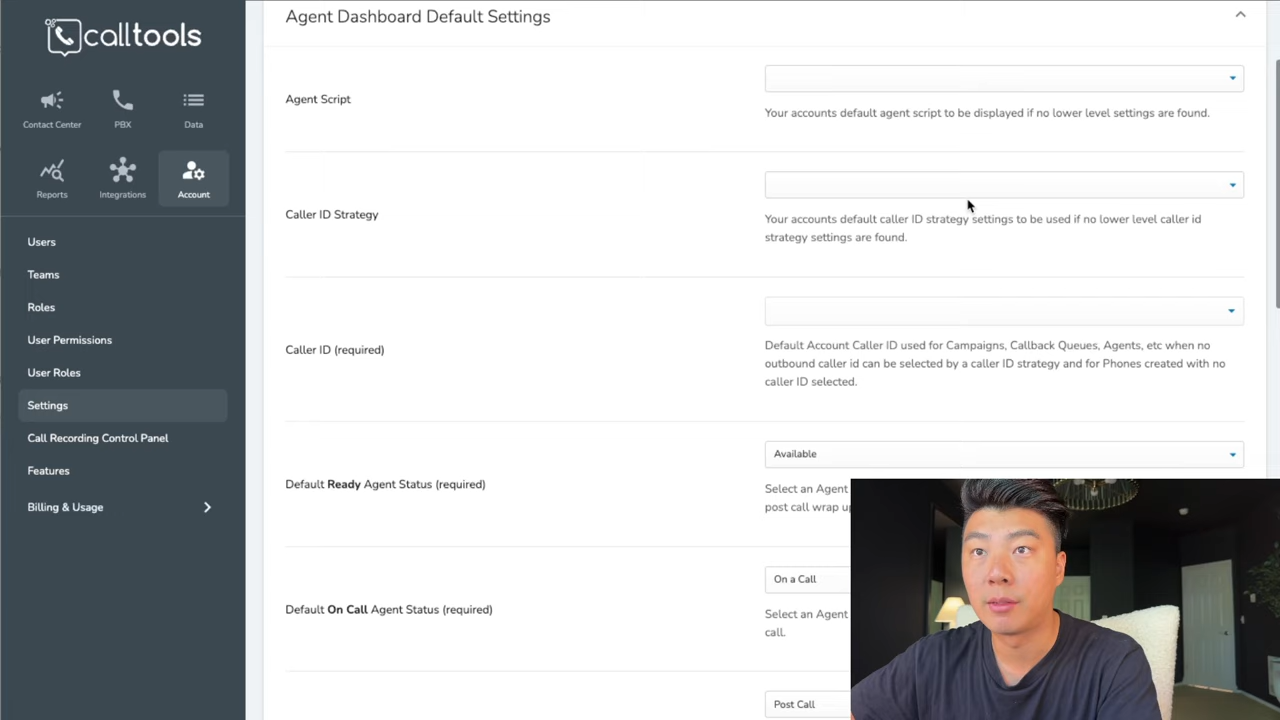 calltools
Agent Dashboard Default Settings
Contact Center
PBX
Data
Reports
Integrations
Account
Users
Teams
Roles
User Permissions
User Roles
Settings
Call Recording Control Panel
Features
Billing & Usage
Agent Script
Your accounts default agent script to be displayed if no lower level settings are found.
Caller ID Strategy
Your accounts default caller ID strategy settings to be used if no lower level caller id
strategy settings are found.
Caller ID (required)
Default Account Caller ID used for Campaigns, Callback Queues, Agents, etc when no
outbound caller id can be selected by a caller ID strategy and for Phones created with no
caller ID selected.
Default Ready Agent Status (required)
Available
Select an Agent
post call wrap
Default On Call Agent Status (required)
On a Call
Select an Agent
call.
Post Call